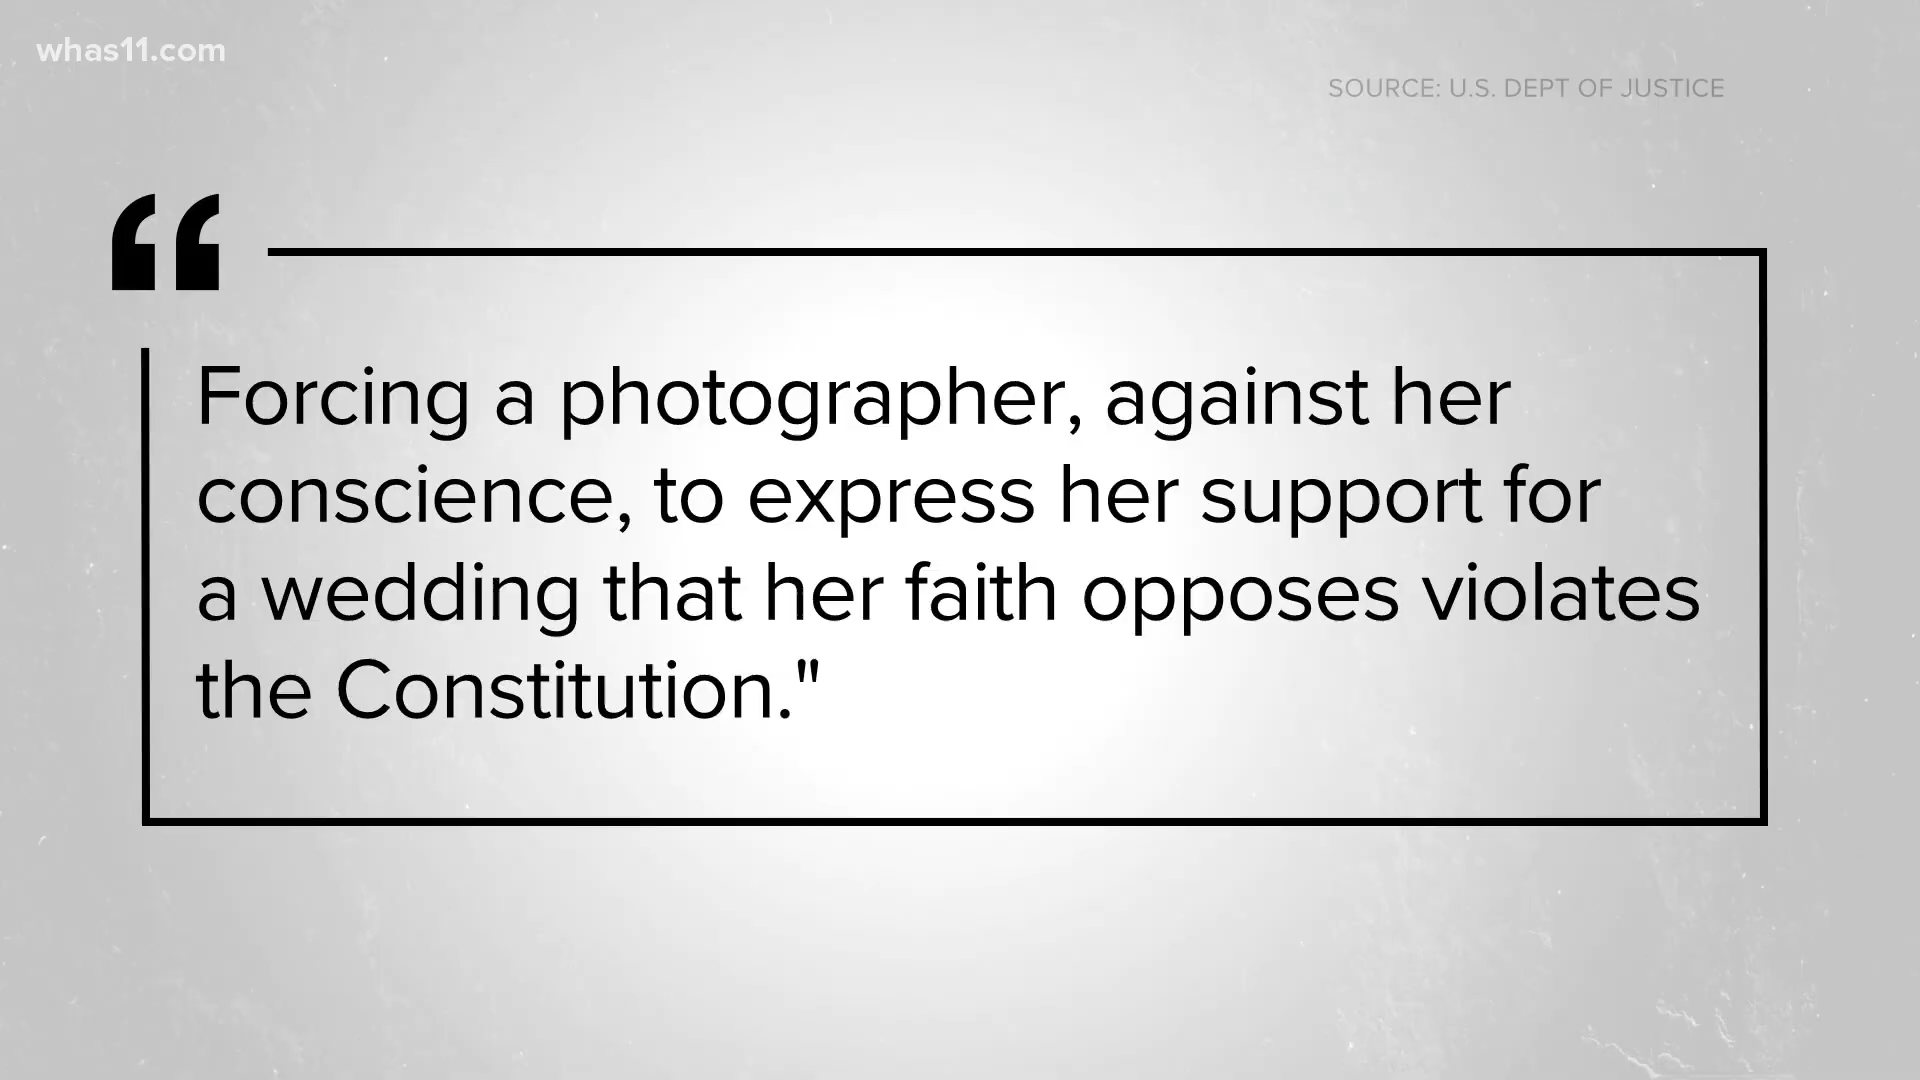 whas11.com
SOURCE: U.S. DEPT OF JUSTICE
“
Forcing a photographer, against her
conscience, to express her support for
a wedding that her faith opposes violates
the Constitution."